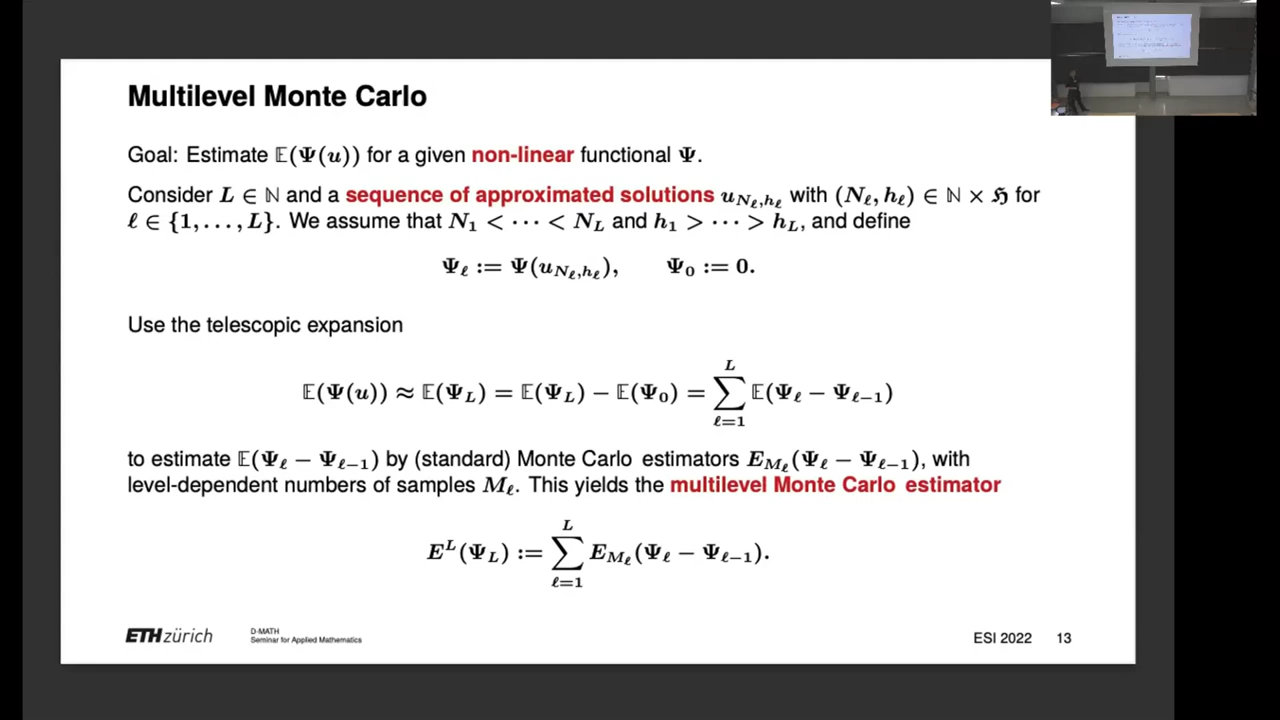 Multilevel Monte Carlo
Goal: Estimate 𝔼(Ψ(u)) for a given non-linear functional Ψ.
Consider L ∈ ℕ and a sequence of approximated solutions u_{N_ℓ,h_ℓ} with (N_ℓ, h_ℓ) ∈ ℕ × ℌ for
ℓ ∈ {1, . . . , L}. We assume that N_1 < ⋯ < N_L and h_1 > ⋯ > h_L, and define
Ψ_ℓ := Ψ(u_{N_ℓ,h_ℓ}), Ψ_0 := 0.
Use the telescopic expansion
𝔼(Ψ(u)) ≈ 𝔼(Ψ_L) = 𝔼(Ψ_L) − 𝔼(Ψ_0) = ∑_{ℓ=1}^{L} 𝔼(Ψ_ℓ − Ψ_{ℓ−1})
to estimate 𝔼(Ψ_ℓ − Ψ_{ℓ−1}) by (standard) Monte Carlo estimators E_{M_ℓ}(Ψ_ℓ − Ψ_{ℓ−1}), with
level-dependent numbers of samples M_ℓ. This yields the multilevel Monte Carlo estimator
E^L(Ψ_L) := ∑_{ℓ=1}^{L} E_{M_ℓ}(Ψ_ℓ − Ψ_{ℓ−1}).
ETH zürich
D-MATH
Seminar for Applied Mathematics
ESI 2022 13